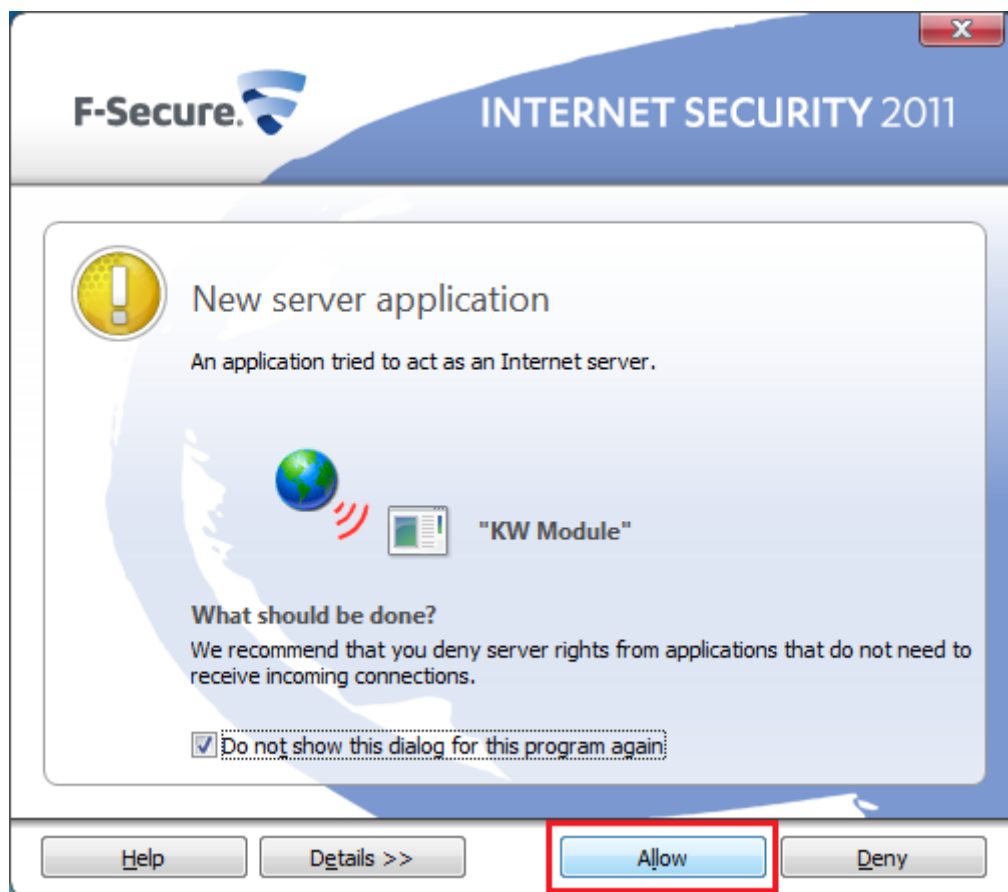 F-Secure.
INTERNET SECURITY 2011
New server application
An application tried to act as an Internet server.
"KW Module"
What should be done?
We recommend that you deny server rights from applications that do not need to
receive incoming connections.
Do not show this dialog for this program again
Help
Details >>
Allow
Deny